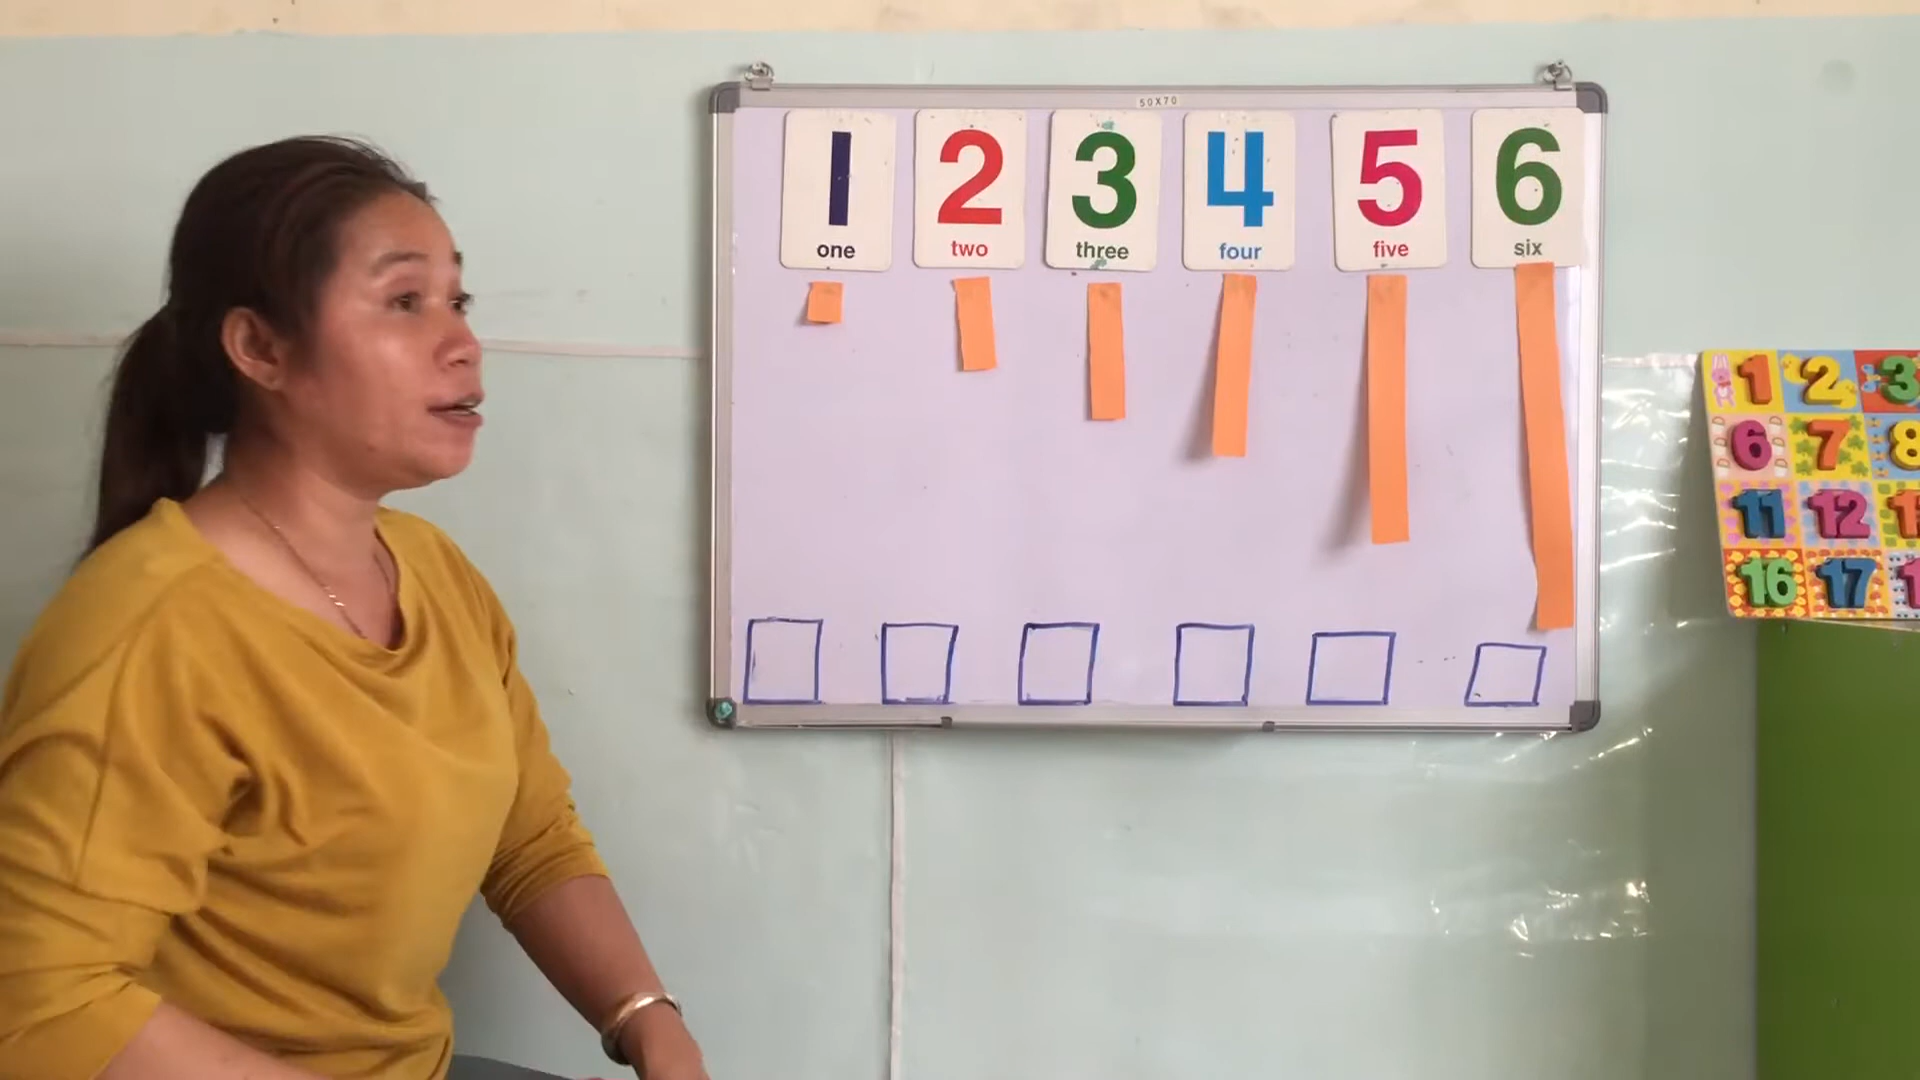 50X70
1 2 3 4 5 6
one two three four five six
1 2 3
6 7 8
11 12
16 17